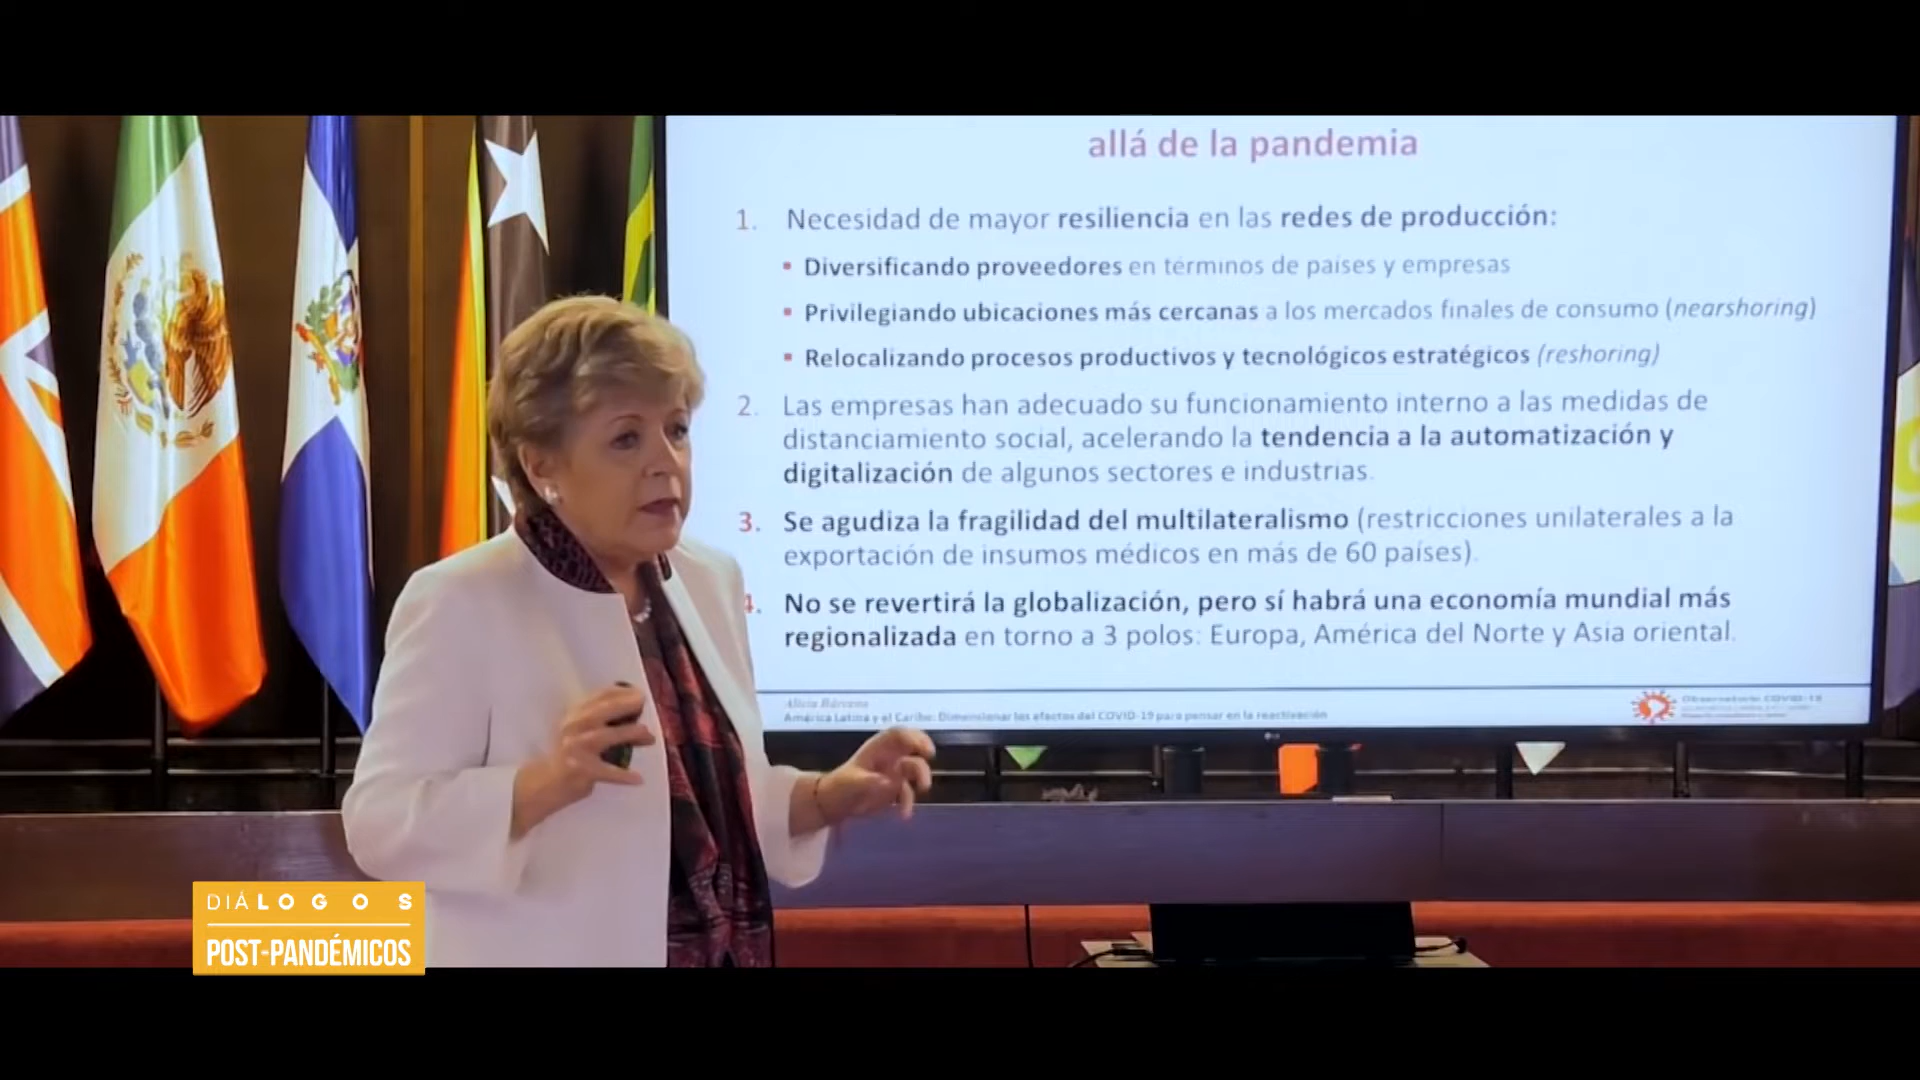 allá de la pandemia
1. Necesidad de mayor resiliencia en las redes de producción:
▪ Diversificando proveedores en términos de países y empresas
▪ Privilegiando ubicaciones más cercanas a los mercados finales de consumo (nearshoring)
▪ Relocalizando procesos productivos y tecnológicos estratégicos (reshoring)
2. Las empresas han adecuado su funcionamiento interno a las medidas de
distanciamiento social, acelerando la tendencia a la automatización y
digitalización de algunos sectores e industrias.
3. Se agudiza la fragilidad del multilateralismo (restricciones unilaterales a la
exportación de insumos médicos en más de 60 países).
4. No se revertirá la globalización, pero sí habrá una economía mundial más
regionalizada en torno a 3 polos: Europa, América del Norte y Asia oriental.
Alicia Bárcena
América Latina y el Caribe: Dimensionar los efectos del COVID-19 para pensar en la reactivación
Observatorio COVID-19
DIÁLOGOS
POST-PANDÉMICOS